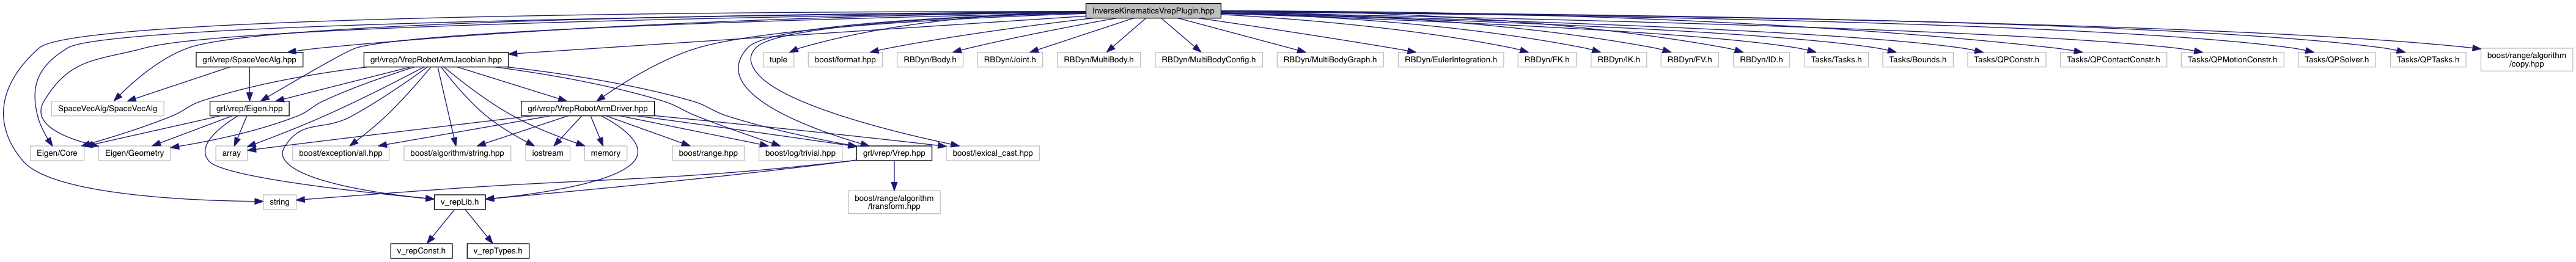 InverseKinematicsVrepPlugin.hpp
grl/vrep/SpaceVecAlg.hpp
grl/vrep/VrepRobotArmJacobian.hpp
tuple
boost/format.hpp
RBDyn/Body.h
RBDyn/Joint.h
RBDyn/MultiBody.h
RBDyn/MultiBodyConfig.h
RBDyn/MultiBodyGraph.h
RBDyn/EulerIntegration.h
RBDyn/FK.h
RBDyn/IK.h
RBDyn/FV.h
RBDyn/ID.h
Tasks/Tasks.h
Tasks/Bounds.h
Tasks/QPConstr.h
Tasks/QPContactConstr.h
Tasks/QPMotionConstr.h
Tasks/QPSolver.h
Tasks/QPTasks.h
boost/range/algorithm
/copy.hpp
SpaceVecAlg/SpaceVecAlg
grl/vrep/Eigen.hpp
grl/vrep/VrepRobotArmDriver.hpp
Eigen/Core
Eigen/Geometry
array
boost/exception/all.hpp
boost/algorithm/string.hpp
iostream
memory
boost/range.hpp
boost/log/trivial.hpp
grl/vrep/Vrep.hpp
boost/lexical_cast.hpp
string
v_repLib.h
boost/range/algorithm
/transform.hpp
v_repConst.h
v_repTypes.h